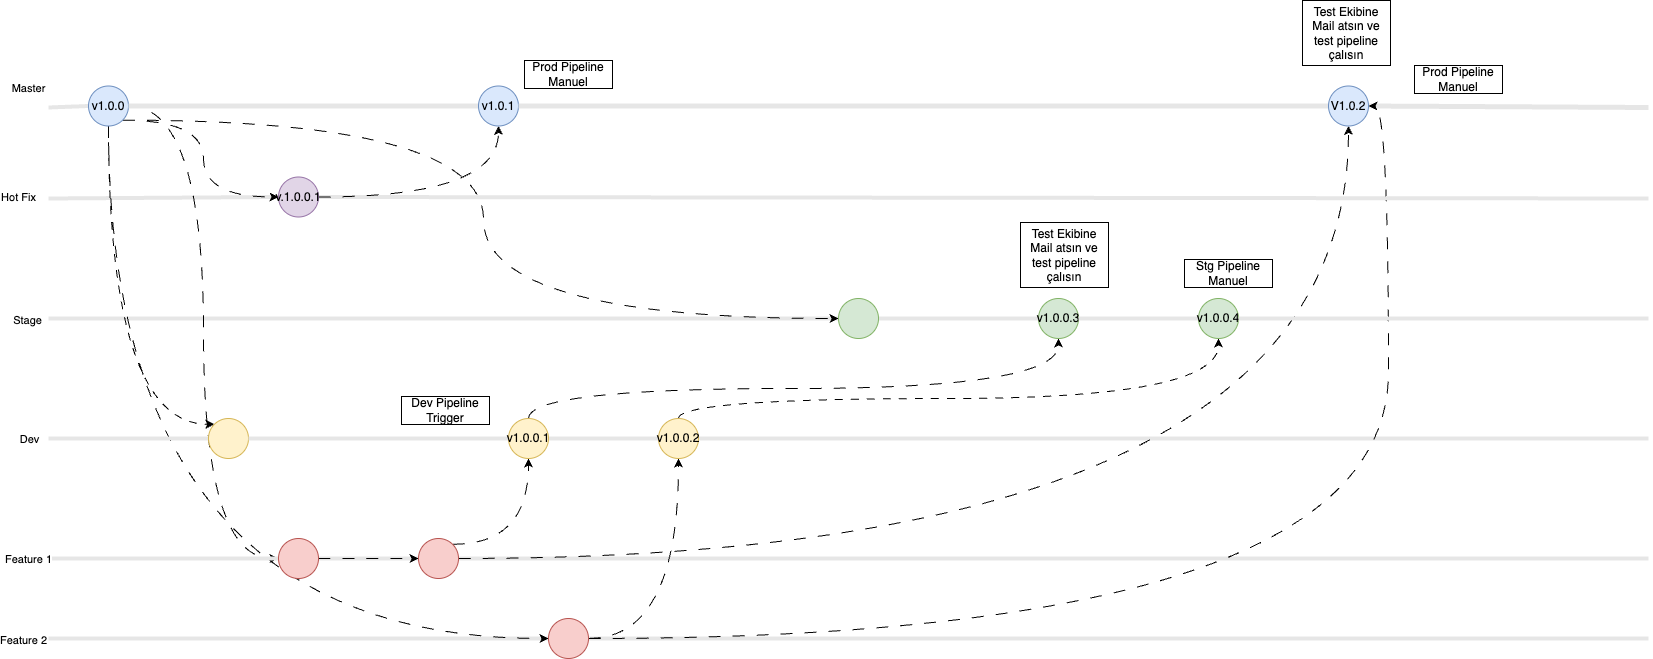 Test Ekibine
Mail atsın ve
test pipeline
çalısın
Prod Pipeline
Manuel
Prod Pipeline
Manuel
Master
v1.0.0
v1.0.1
V1.0.2
Hot Fix
v.1.0.0.1
Test Ekibine
Mail atsın ve
test pipeline
çalısın
Stg Pipeline
Manuel
Stage
v1.0.0.3
v1.0.0.4
Dev Pipeline
Trigger
Dev
v1.0.0.1
v1.0.0.2
Feature 1
Feature 2